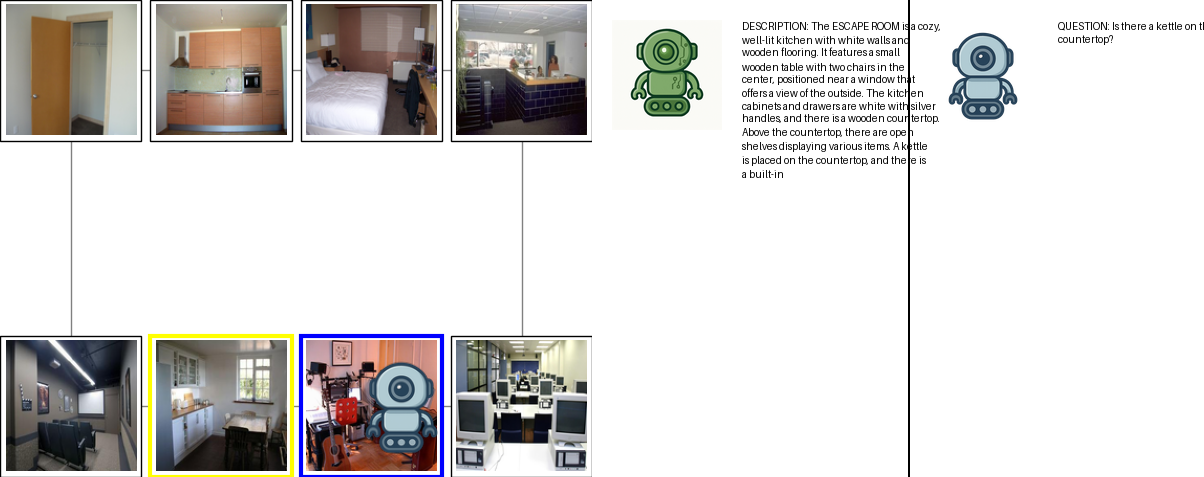 DESCRIPTION: The ESCAPE ROOM is a cozy,
well-lit kitchen with white walls and
wooden flooring. It features a small
wooden table with two chairs in the
center, positioned near a window that
offers a view of the outside. The kitchen
cabinets and drawers are white with silver
handles, and there is a wooden countertop.
Above the countertop, there are open
shelves displaying various items. A kettle
is placed on the countertop, and there is
a built-in
QUESTION: Is there a kettle on
countertop?